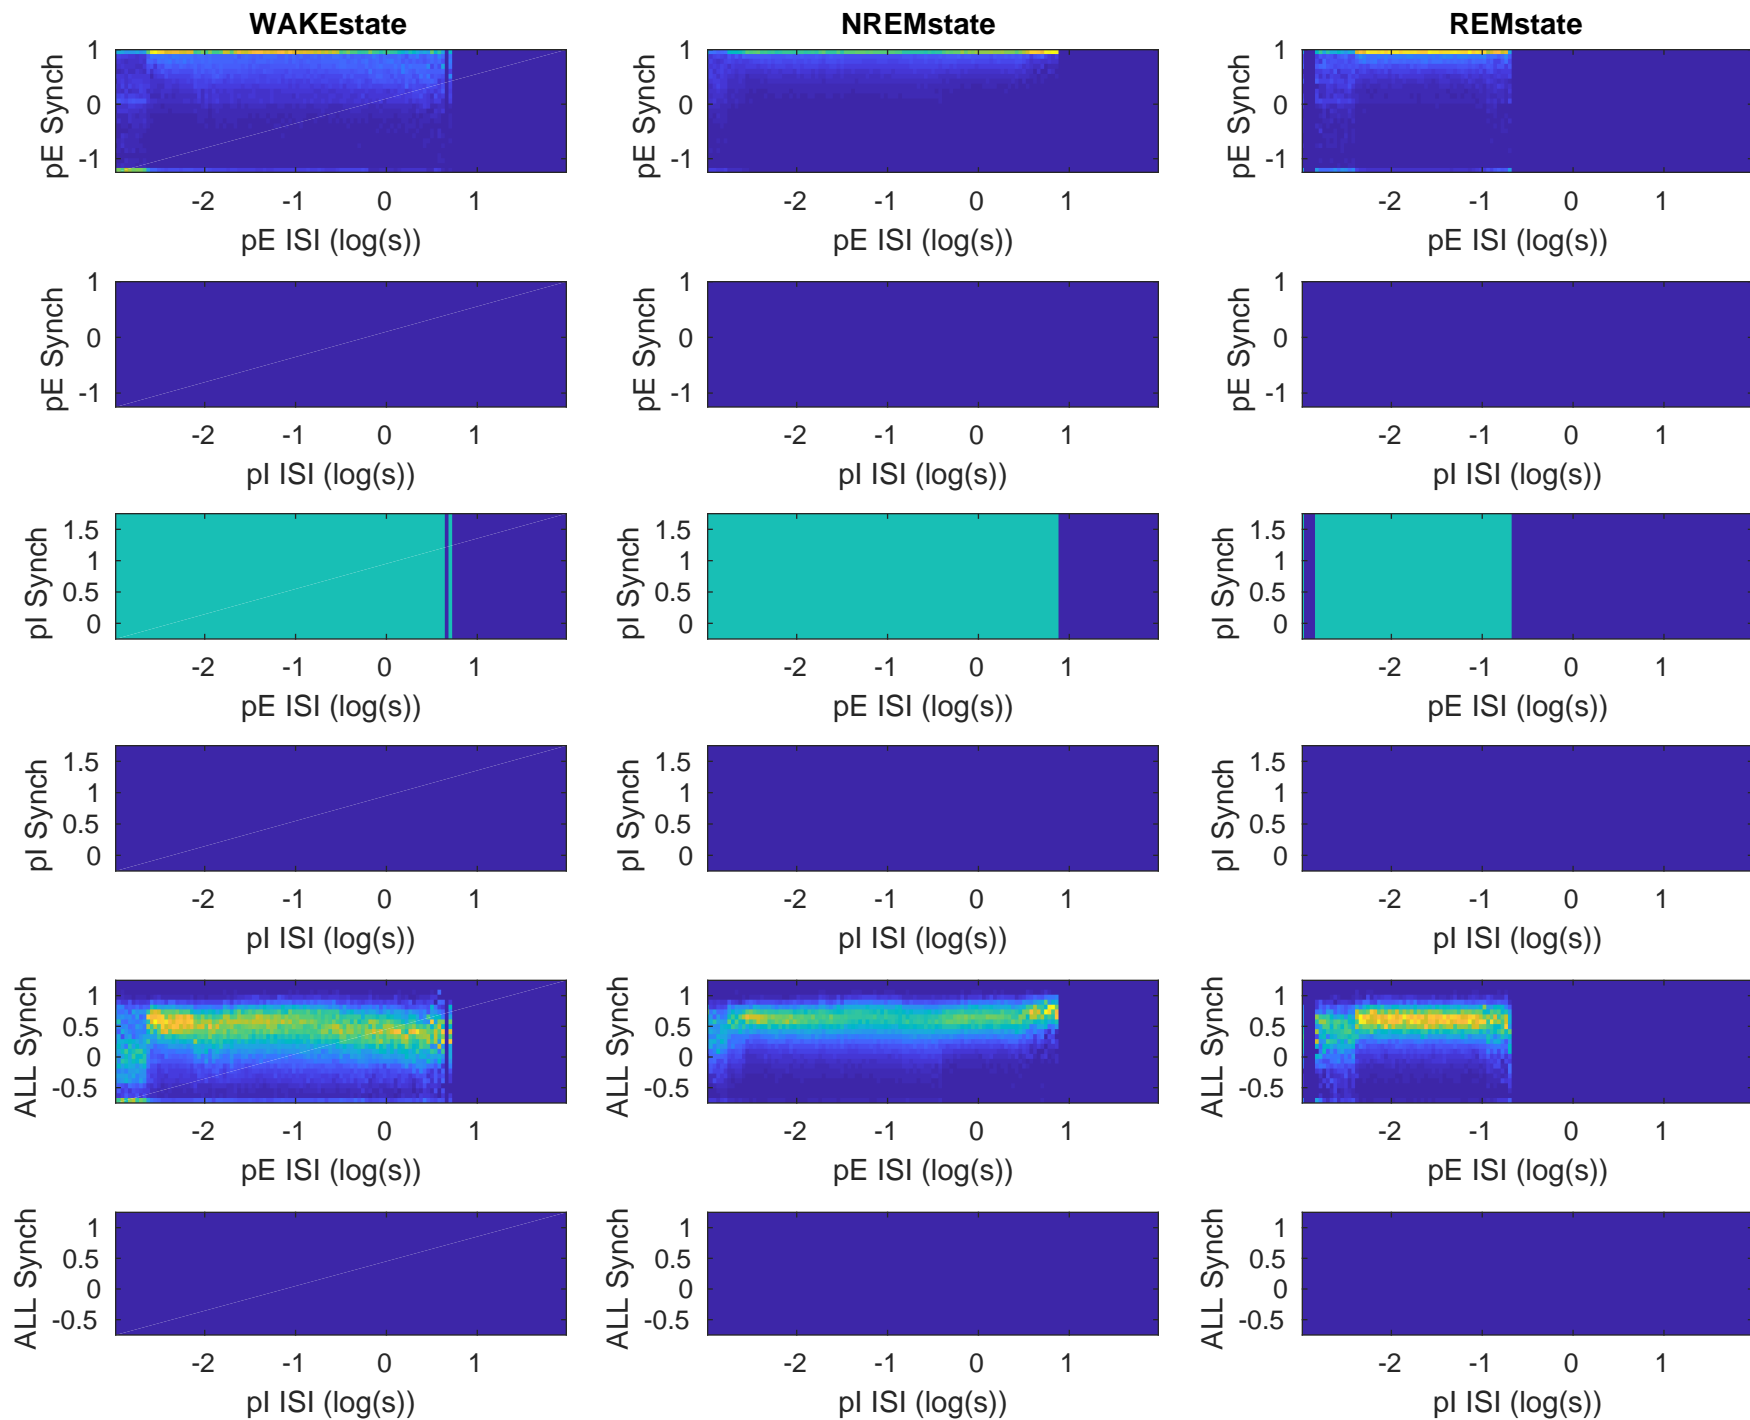 WAKEstate NREMstate REMstate
1 1 1
pE Synch 0 pE Synch 0 pE Synch 0
-1 -1 -1
-2 -1 0 1 -2 -1 0 1 -2 -1 0 1
pE ISI (log(s)) pE ISI (log(s)) pE ISI (log(s))
1 1 1
pE Synch 0 pE Synch 0 pE Synch 0
-1 -1 -1
-2 -1 0 1 -2 -1 0 1 -2 -1 0 1
pI ISI (log(s)) pI ISI (log(s)) pI ISI (log(s))
1.5 1.5 1.5
pI Synch 1 pI Synch 1 pI Synch 1
0.5 0.5 0.5
0 0 0
-2 -1 0 1 -2 -1 0 1 -2 -1 0 1
pE ISI (log(s)) pE ISI (log(s)) pE ISI (log(s))
1.5 1.5 1.5
pI Synch 1 pI Synch 1 pI Synch 1
0.5 0.5 0.5
0 0 0
-2 -1 0 1 -2 -1 0 1 -2 -1 0 1
pI ISI (log(s)) pI ISI (log(s)) pI ISI (log(s))
1 1 1
ALL Synch 0.5 ALL Synch 0.5 ALL Synch 0.5
0 0 0
-0.5 -0.5 -0.5
-2 -1 0 1 -2 -1 0 1 -2 -1 0 1
pE ISI (log(s)) pE ISI (log(s)) pE ISI (log(s))
1 1 1
ALL Synch 0.5 ALL Synch 0.5 ALL Synch 0.5
0 0 0
-0.5 -0.5 -0.5
-2 -1 0 1 -2 -1 0 1 -2 -1 0 1
pI ISI (log(s)) pI ISI (log(s)) pI ISI (log(s))